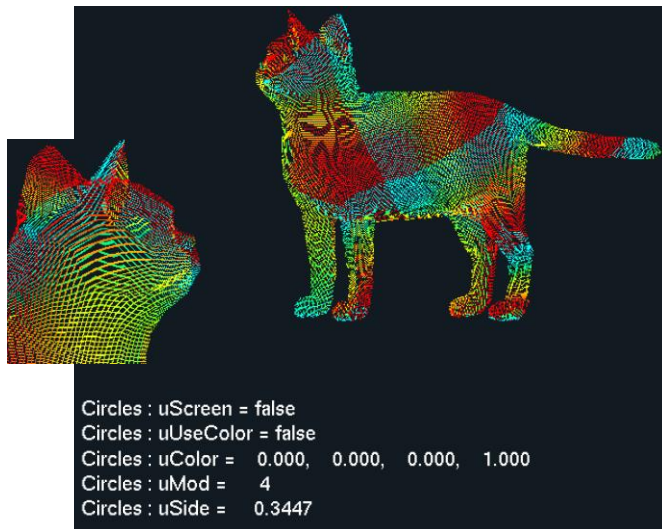 Circles : uScreen = false
Circles : uUseColor = false
Circles : uColor = 0.000, 0.000, 0.000, 1.000
Circles : uMod = 4
Circles : uSide = 0.3447